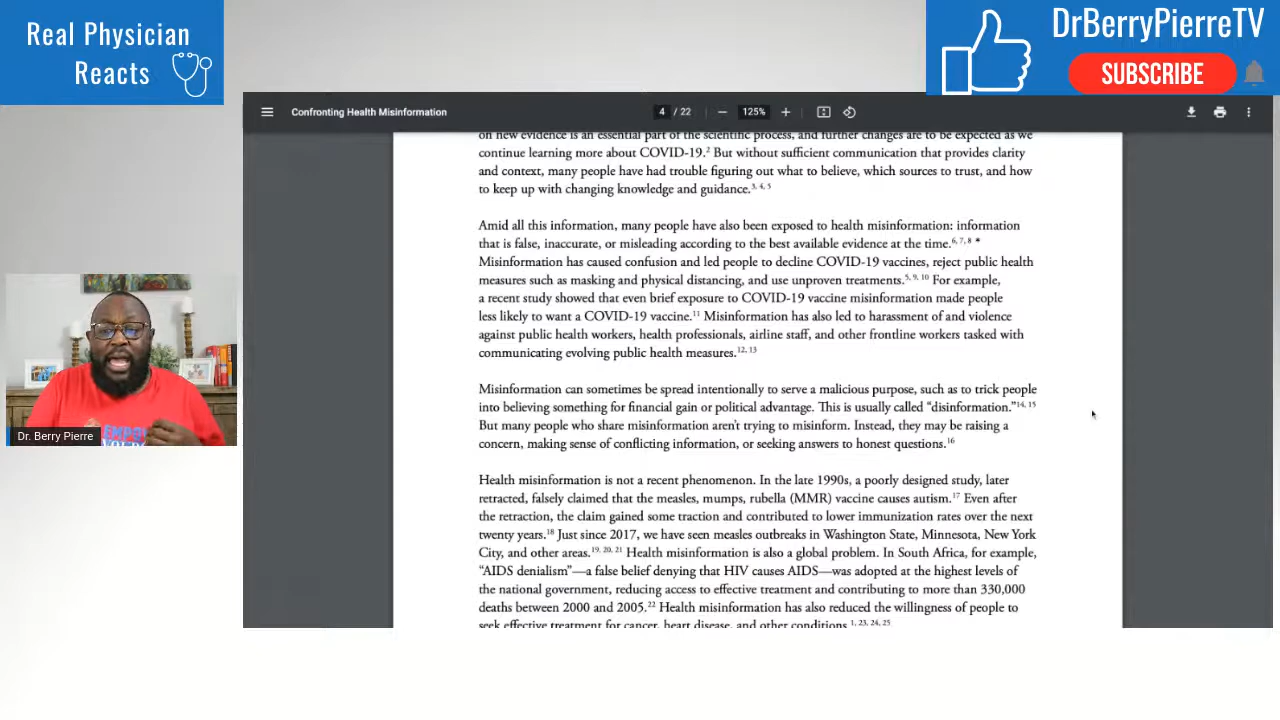 Real Physician
Reacts
DrBerryPierreTV
SUBSCRIBE
Confronting Health Misinformation
4 / 22
125%
on new evidence is an essential part of the scientific process, and further changes are to be expected as we
continue learning more about COVID-19.2 But without sufficient communication that provides clarity
and context, many people have had trouble figuring out what to believe, which sources to trust, and how
to keep up with changing knowledge and guidance.3, 4, 5
Amid all this information, many people have also been exposed to health misinformation: information
that is false, inaccurate, or misleading according to the best available evidence at the time.6, 7, 8 *
Misinformation has caused confusion and led people to decline COVID-19 vaccines, reject public health
measures such as masking and physical distancing, and use unproven treatments.5, 9, 10 For example,
a recent study showed that even brief exposure to COVID-19 vaccine misinformation made people
less likely to want a COVID-19 vaccine.11 Misinformation has also led to harassment of and violence
against public health workers, health professionals, airline staff, and other frontline workers tasked with
communicating evolving public health measures.12, 13
Misinformation can sometimes be spread intentionally to serve a malicious purpose, such as to trick people
into believing something for financial gain or political advantage. This is usually called “disinformation.”14, 15
But many people who share misinformation aren’t trying to misinform. Instead, they may be raising a
concern, making sense of conflicting information, or seeking answers to honest questions.16
Health misinformation is not a recent phenomenon. In the late 1990s, a poorly designed study, later
retracted, falsely claimed that the measles, mumps, rubella (MMR) vaccine causes autism.17 Even after
the retraction, the claim gained some traction and contributed to lower immunization rates over the next
twenty years.18 Just since 2017, we have seen measles outbreaks in Washington State, Minnesota, New York
City, and other areas.19, 20, 21 Health misinformation is also a global problem. In South Africa, for example,
“AIDS denialism”—a false belief denying that HIV causes AIDS—was adopted at the highest levels of
the national government, reducing access to effective treatment and contributing to more than 330,000
deaths between 2000 and 2005.22 Health misinformation has also reduced the willingness of people to
seek effective treatment for cancer, heart disease, and other conditions.1, 23, 24, 25
Dr. Berry Pierre